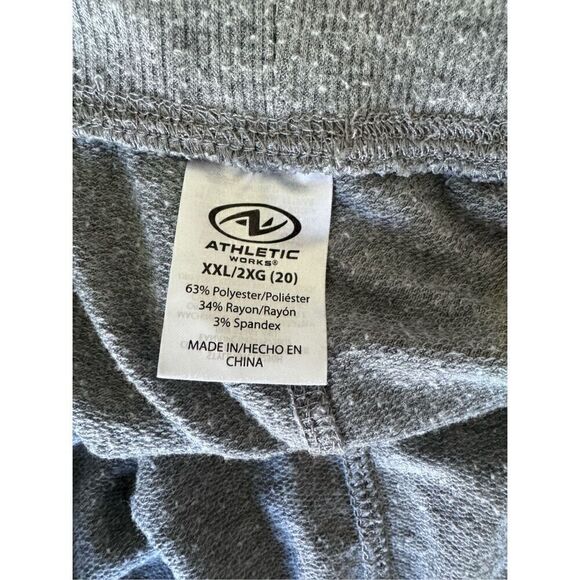 ATHLETIC
WORKS®
XXL/2XG (20)
63% Polyester/Poliéster
34% Rayon/Rayón
3% Spandex
MADE IN/HECHO EN
CHINA